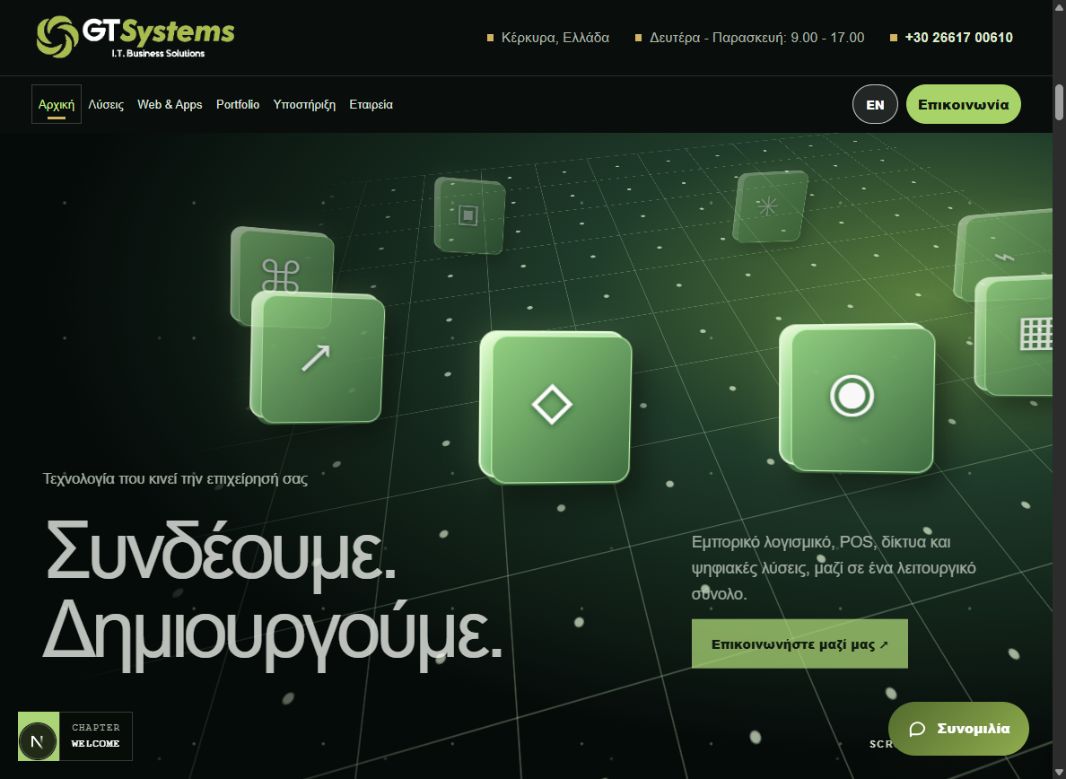 GTSystems
I.T. Business Solutions
Κέρκυρα, Ελλάδα
Δευτέρα - Παρασκευή: 9.00 - 17.00
+30 26617 00610
Αρχική
Λύσεις
Web & Apps
Portfolio
Υποστήριξη
Εταιρεία
EN
Επικοινωνία
Τεχνολογία που κινεί την επιχείρησή σας
Συνδέουμε.
Δημιουργούμε.
Εμπορικό λογισμικό, POS, δίκτυα και
ψηφιακές λύσεις, μαζί σε ένα λειτουργικό
σύνολο.
Επικοινωνήστε μαζί μας ↗
N
CHAPTER
WELCOME
SCR
Συνομιλία